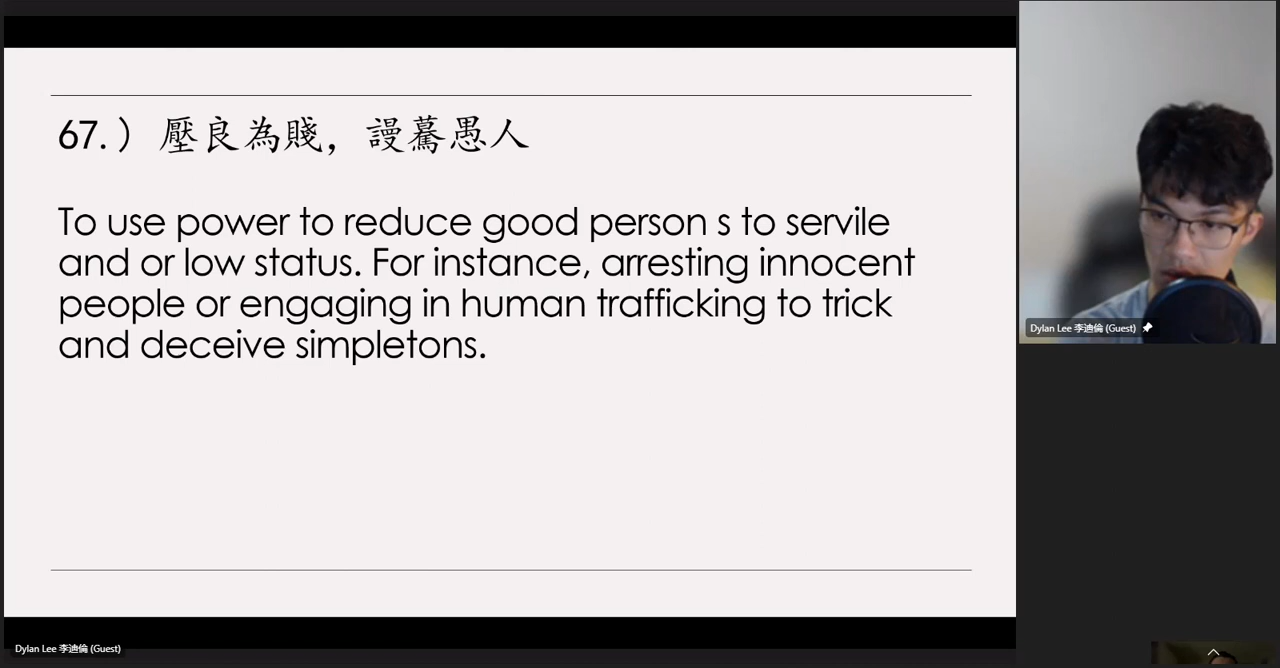 67.）壓良為賤，謾驀愚人
To use power to reduce good person s to servile
and or low status. For instance, arresting innocent
people or engaging in human trafficking to trick
and deceive simpletons.
Dylan Lee 李迪倫 (Guest)
Dylan Lee 李迪倫 (Guest)